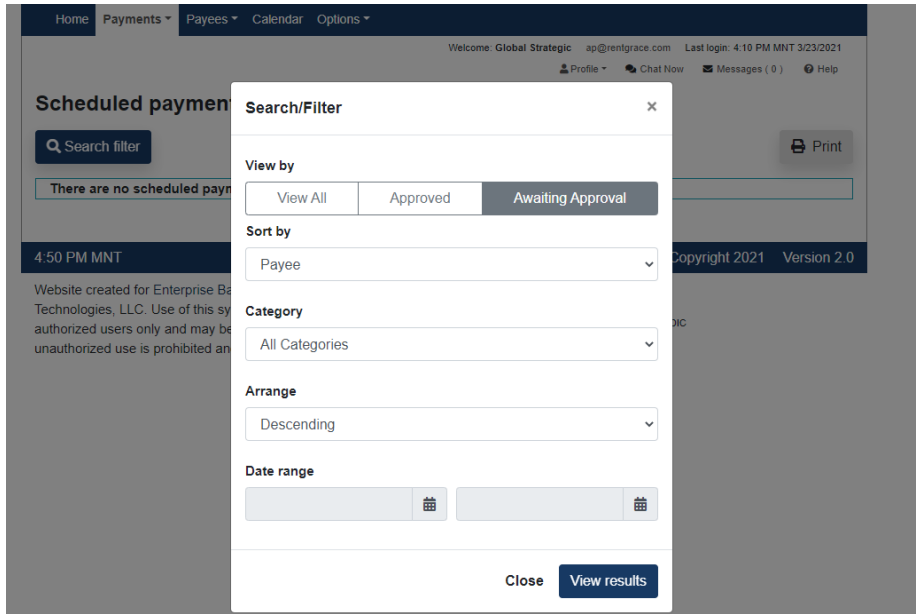 Home Payments Payees Calendar Options
Welcome: Global Strategic ap@rentgrace.com Last login: 4:10 PM MNT 3/23/2021
Profile Chat Now Messages ( 0 ) Help
Scheduled paymen
Search filter
Print
There are no scheduled payn
Search/Filter ×
View by
View All Approved Awaiting Approval
Sort by
Payee
Category
All Categories
Arrange
Descending
Date range
Close View results
4:50 PM MNT
Copyright 2021 Version 2.0
Website created for Enterprise Ba
Technologies, LLC. Use of this sy
authorized users only and may be
unauthorized use is prohibited an